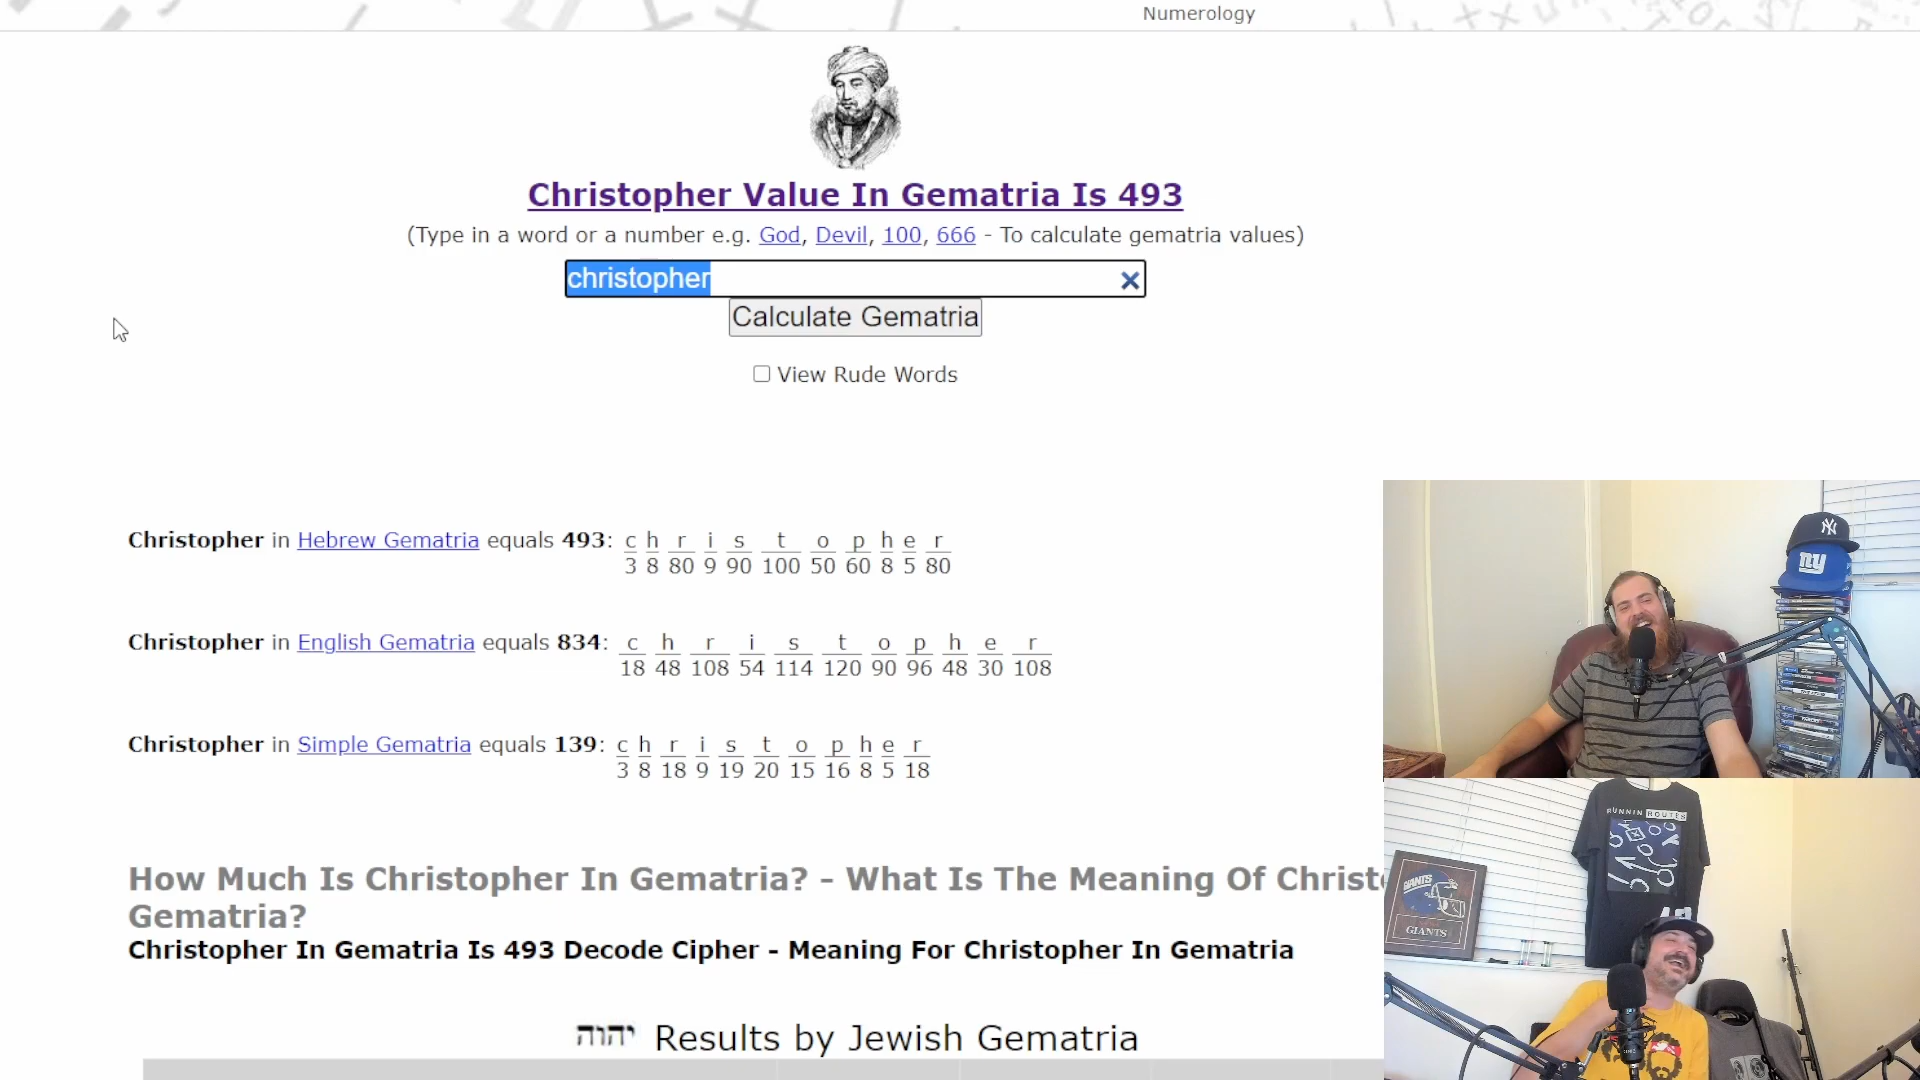 Numerology
Christopher Value In Gematria Is 493
(Type in a word or a number e.g. God, Devil, 100, 666 - To calculate gematria values)
christopher
Calculate Gematria
View Rude Words
Christopher in Hebrew Gematria equals 493: c h r i s t o p h e r
3 8 80 9 90 100 50 60 8 5 80
Christopher in English Gematria equals 834: c h r i s t o p h e r
18 48 108 54 114 120 90 96 48 30 108
Christopher in Simple Gematria equals 139: c h r i s t o p h e r
3 8 18 9 19 20 15 16 8 5 18
How Much Is Christopher In Gematria? - What Is The Meaning Of Christo
Gematria?
Christopher In Gematria Is 493 Decode Cipher - Meaning For Christopher In Gematria
יהוה Results by Jewish Gematria
NY
ny
RUNNIN ROUTES
GIANTS
GIANTS